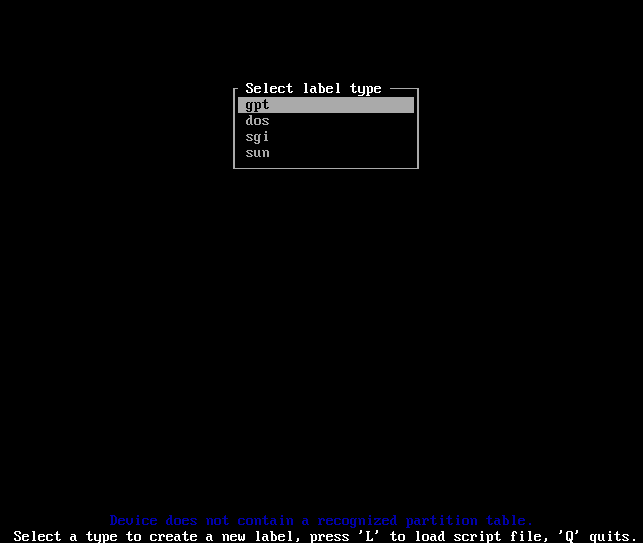 Select label type
gpt
dos
sgi
sun
Device does not contain a recognized partition table.
Select a type to create a new label, press 'L' to load script file, 'Q' quits.